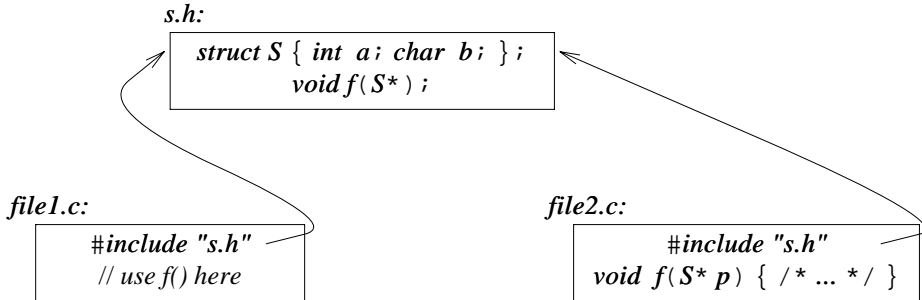 s.h:
struct S { int a; char b; };
void f(S*);
file1.c:
#include "s.h"
// use f() here
file2.c:
#include "s.h"
void f(S* p) { /* ... */ }